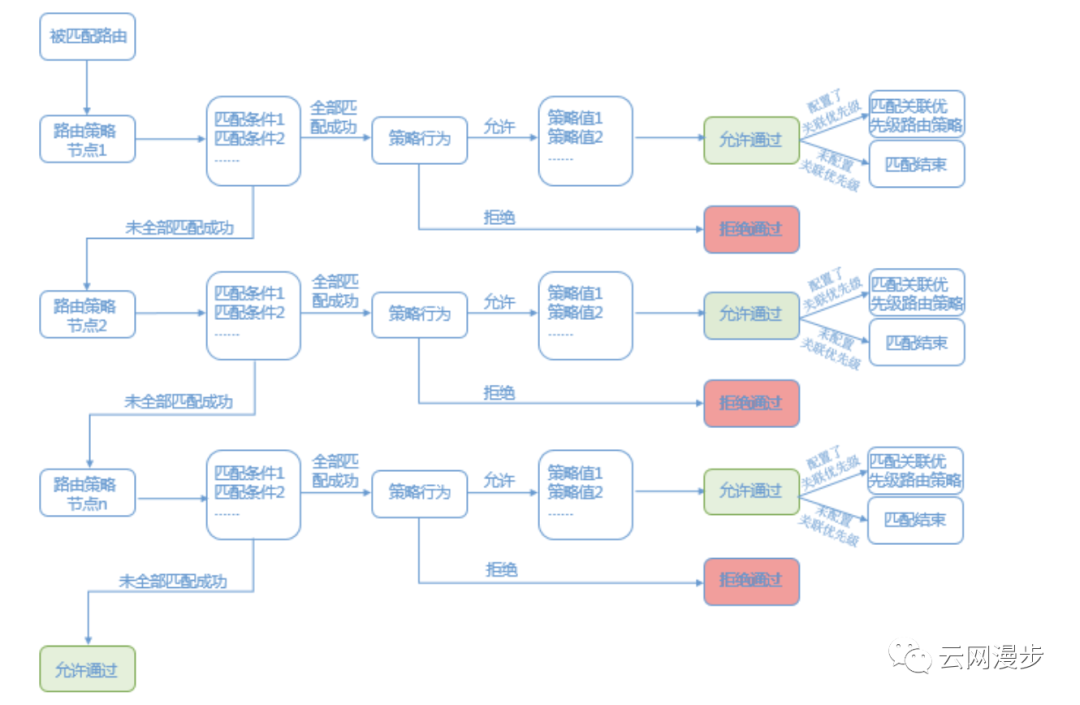 被匹配路由
路由策略
节点1
匹配条件1
匹配条件2
......
全部匹
配成功
策略行为
允许
策略值1
策略值2
......
允许通过
配置了
关联优先级
匹配关联优
先级路由策略
未配置
关联优先级
匹配结束
拒绝
拒绝通过
未全部匹配成功
路由策略
节点2
匹配条件1
匹配条件2
......
全部匹
配成功
策略行为
允许
策略值1
策略值2
......
允许通过
配置了
关联优先级
匹配关联优
先级路由策略
未配置
关联优先级
匹配结束
拒绝
拒绝通过
未全部匹配成功
路由策略
节点n
匹配条件1
匹配条件2
......
全部匹
配成功
策略行为
允许
策略值1
策略值2
......
允许通过
配置了
关联优先级
匹配关联优
先级路由策略
未配置
关联优先级
匹配结束
拒绝
拒绝通过
未全部匹配成功
允许通过
云网漫步